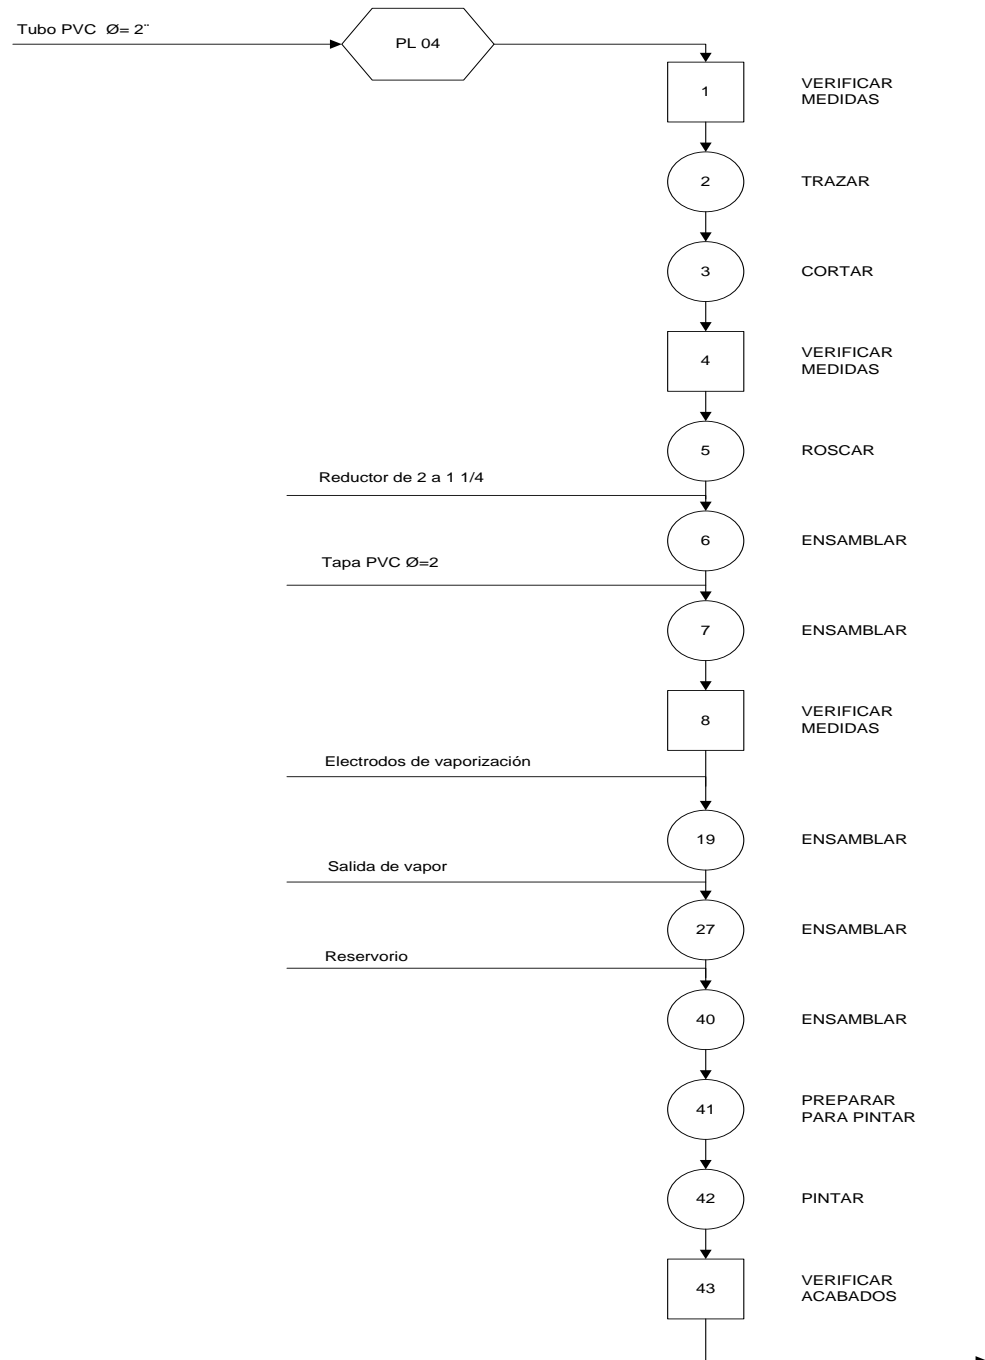 Tubo PVC Ø= 2¨
PL 04
1
VERIFICAR
MEDIDAS
2
TRAZAR
3
CORTAR
4
VERIFICAR
MEDIDAS
5
ROSCAR
Reductor de 2 a 1 1/4
6
ENSAMBLAR
Tapa PVC Ø=2
7
ENSAMBLAR
8
VERIFICAR
MEDIDAS
Electrodos de vaporización
19
ENSAMBLAR
Salida de vapor
27
ENSAMBLAR
Reservorio
40
ENSAMBLAR
41
PREPARAR
PARA PINTAR
42
PINTAR
43
VERIFICAR
ACABADOS